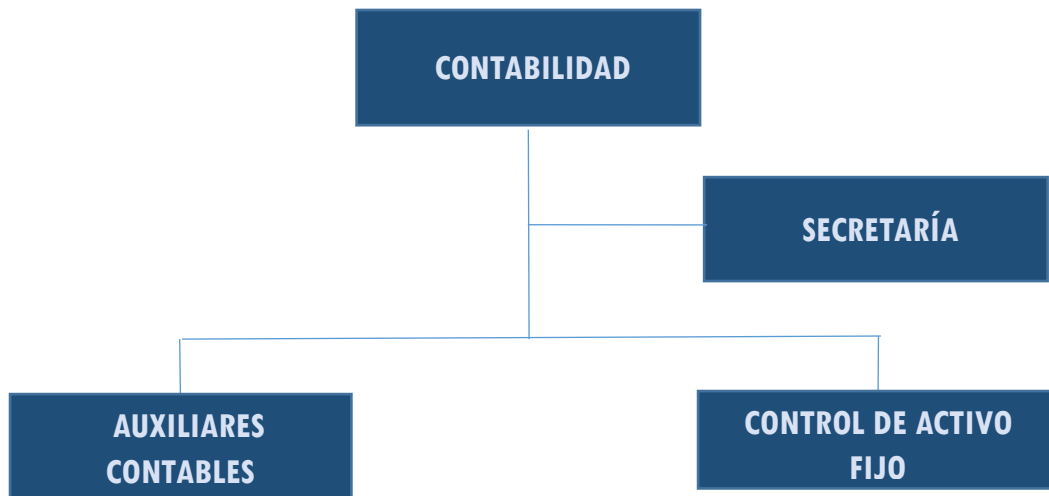 CONTABILIDAD
SECRETARÍA
AUXILIARES
CONTABLES
CONTROL DE ACTIVO
FIJO